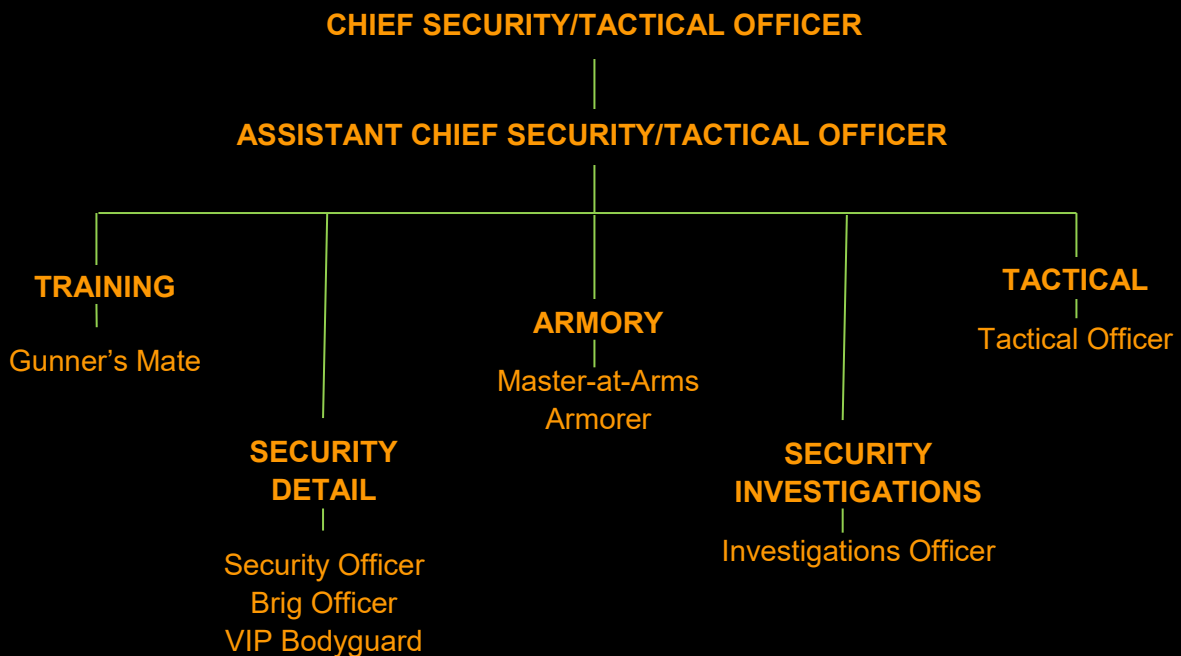 CHIEF SECURITY/TACTICAL OFFICER
ASSISTANT CHIEF SECURITY/TACTICAL OFFICER
TRAINING
Gunner’s Mate
SECURITY
DETAIL
Security Officer
Brig Officer
VIP Bodyguard
ARMORY
Master-at-Arms
Armorer
SECURITY
INVESTIGATIONS
Investigations Officer
TACTICAL
Tactical Officer